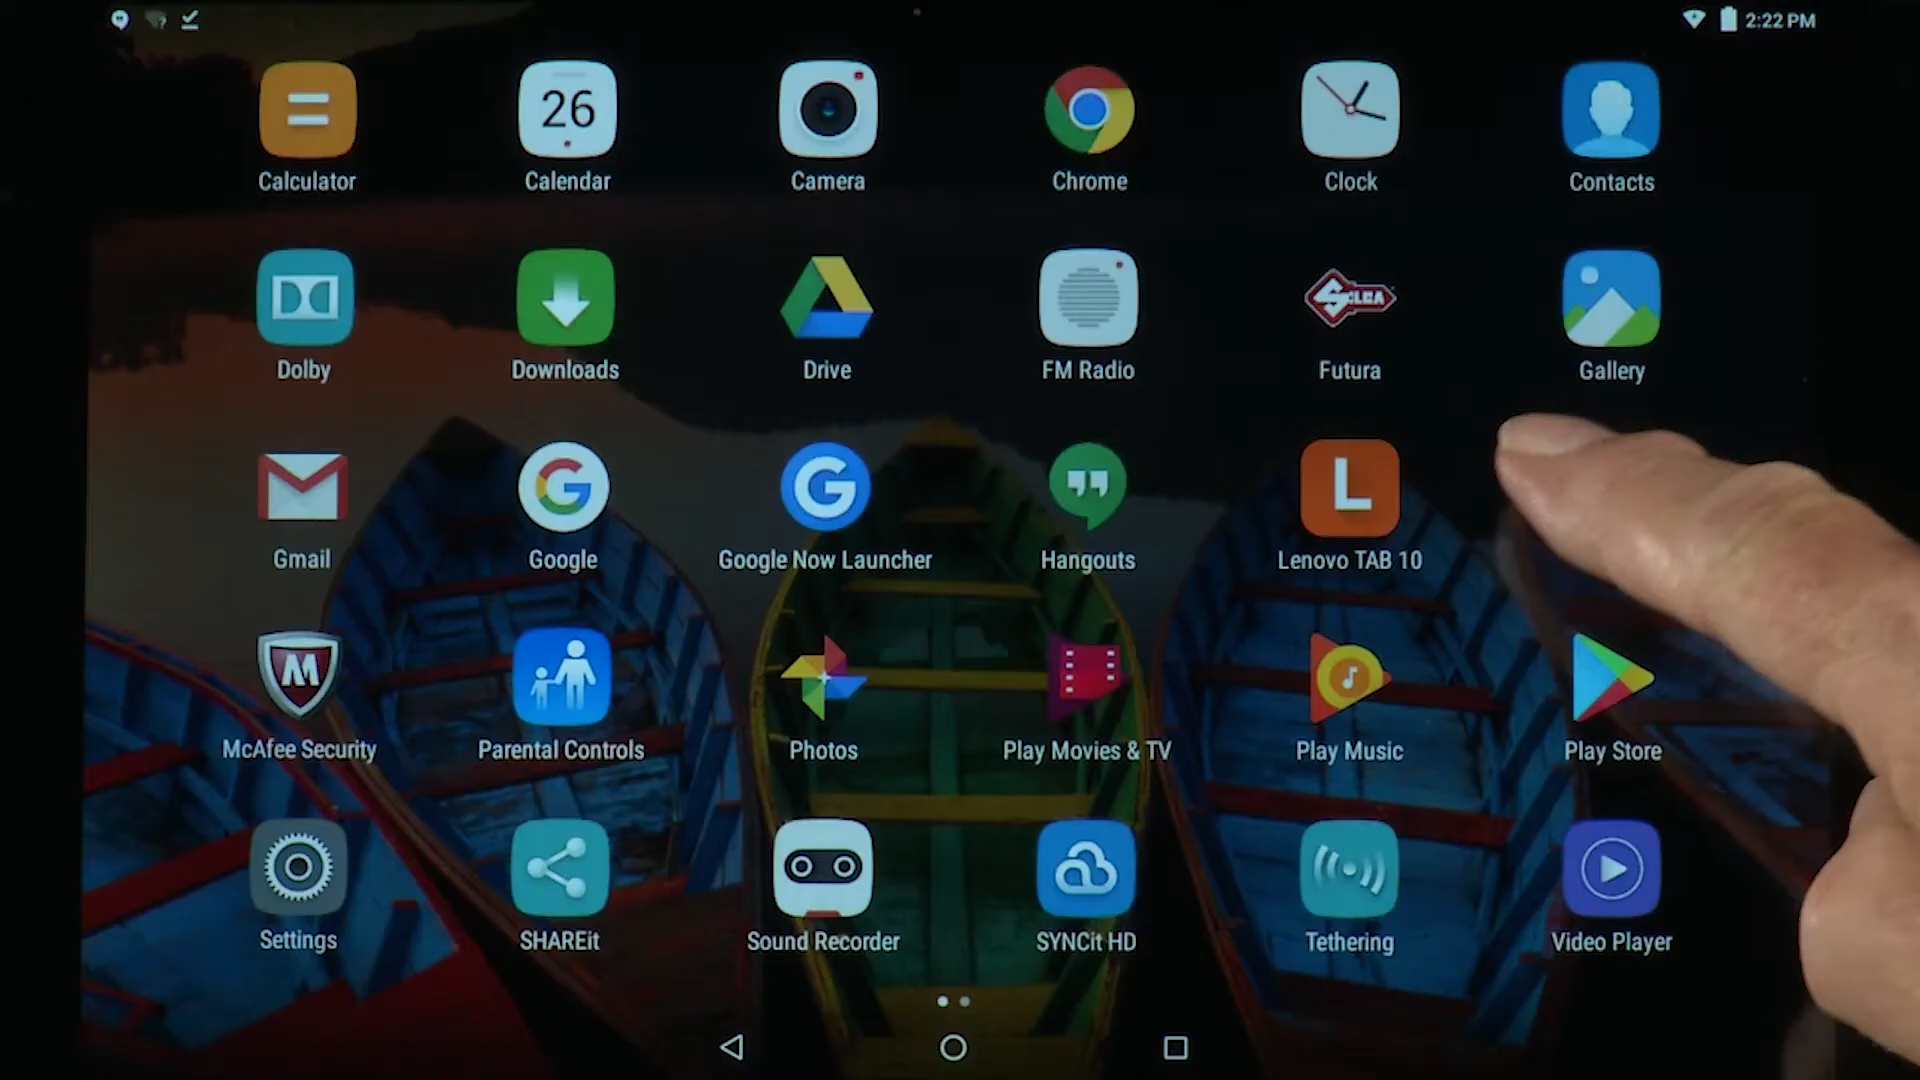 2:22 PM
26
Calculator
Calendar
Camera
Chrome
Clock
Contacts
SILCA
Dolby
Downloads
Drive
FM Radio
Futura
Gallery
G
G
L
Gmail
Google
Google Now Launcher
Hangouts
Lenovo TAB 10
M
McAfee Security
Parental Controls
Photos
Play Movies & TV
Play Music
Play Store
Settings
SHAREit
Sound Recorder
SYNCit HD
Tethering
Video Player